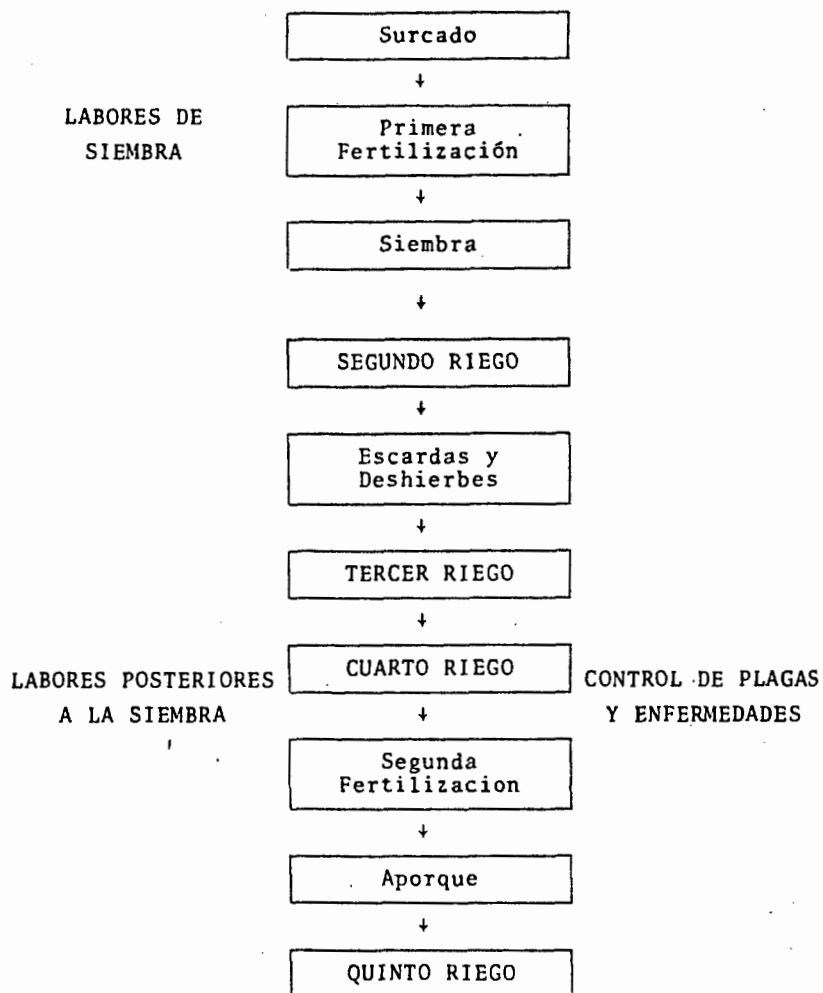 Surcado
LABORES DE
SIEMBRA
Primera
Fertilización
Siembra
SEGUNDO RIEGO
Escardas y
Deshierbes
TERCER RIEGO
LABORES POSTERIORES
A LA SIEMBRA
CUARTO RIEGO
CONTROL DE PLAGAS
Y ENFERMEDADES
Segunda
Fertilizacion
Aporque
QUINTO RIEGO